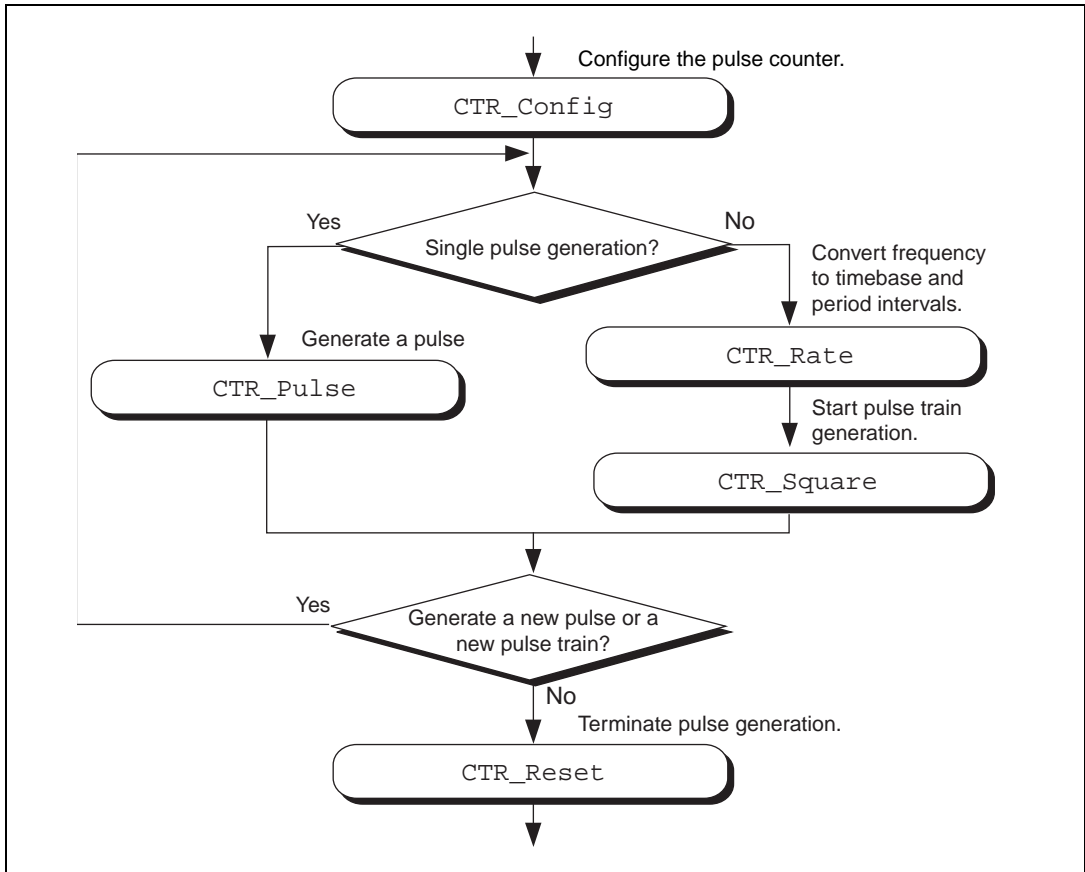 Configure the pulse counter.
CTR_Config
Yes
No
Single pulse generation?
Convert frequency
to timebase and
period intervals.
Generate a pulse
CTR_Rate
CTR_Pulse
Start pulse train
generation.
CTR_Square
Yes
Generate a new pulse or a
new pulse train?
No
Terminate pulse generation.
CTR_Reset